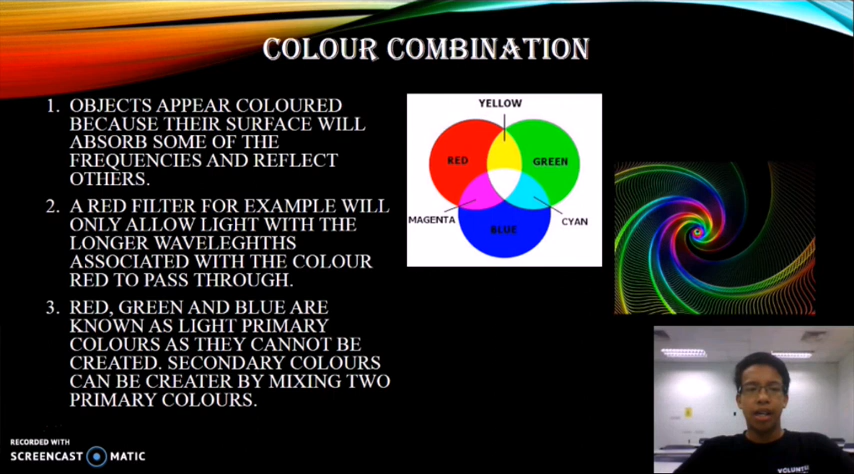 COLOUR COMBINATION
1. OBJECTS APPEAR COLOURED
BECAUSE THEIR SURFACE WILL
ABSORB SOME OF THE
FREQUENCIES AND REFLECT
OTHERS.
2. A RED FILTER FOR EXAMPLE WILL
ONLY ALLOW LIGHT WITH THE
LONGER WAVELEGHTHS
ASSOCIATED WITH THE COLOUR
RED TO PASS THROUGH.
3. RED, GREEN AND BLUE ARE
KNOWN AS LIGHT PRIMARY
COLOURS AS THEY CANNOT BE
CREATED. SECONDARY COLOURS
CAN BE CREATER BY MIXING TWO
PRIMARY COLOURS.
YELLOW
RED
GREEN
MAGENTA
CYAN
BLUE
RECORDED WITH
SCREENCAST MATIC